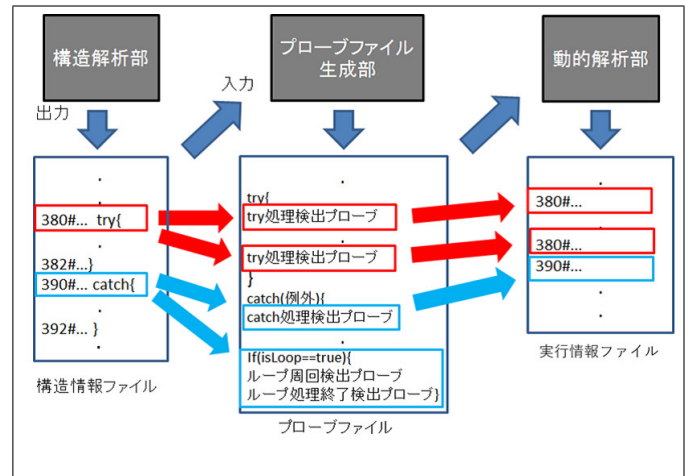 構造解析部
プローブファイル
生成部
動的解析部
出力
入力
.
.
380#... try{
.
382#...}
390#... catch{
.
392#... }
.
構造情報ファイル
.
try{
try処理検出プローブ
.
try処理検出プローブ
}
catch(例外){
catch処理検出プローブ
.
If(isLoop==true){
ループ周回検出プローブ
ループ処理終了検出プローブ}
プローブファイル
.
380#...
.
380#...
390#...
.
.
実行情報ファイル